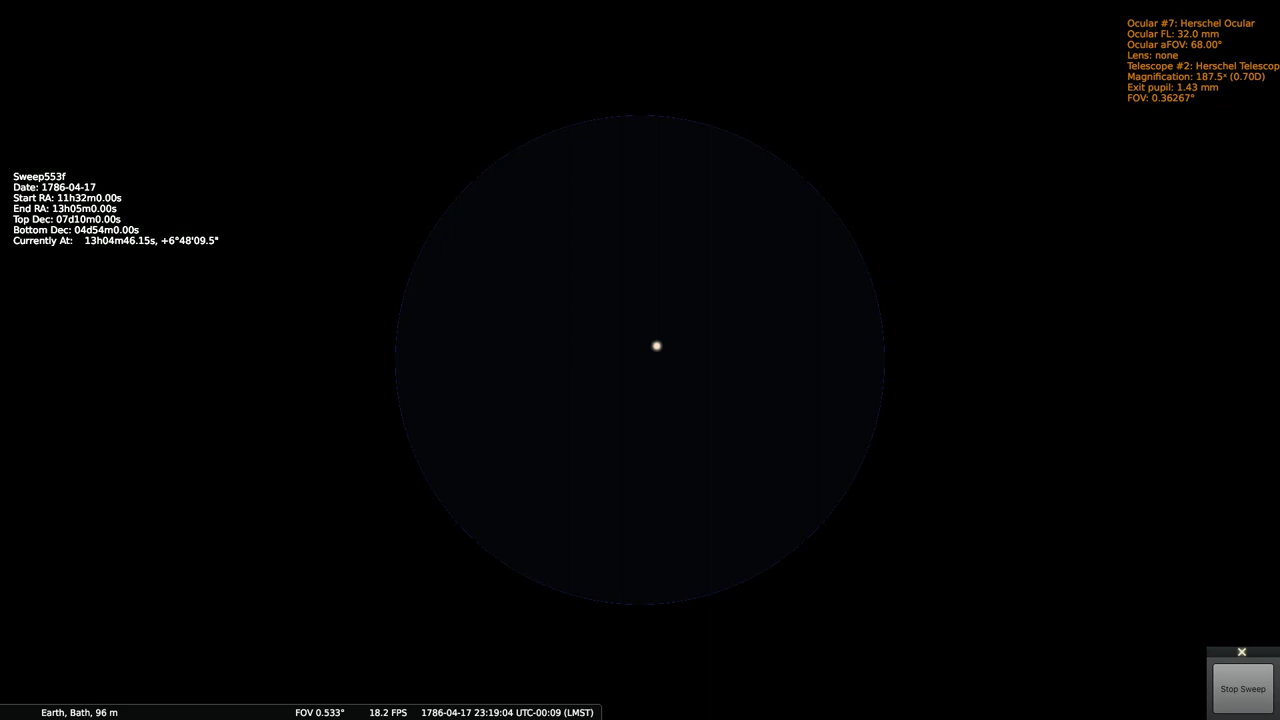 Ocular #7: Herschel Ocular
Ocular FL: 32.0 mm
Ocular aFOV: 68.00°
Lens: none
Telescope #2: Herschel Telescop
Magnification: 187.5ˣ (0.70D)
Exit pupil: 1.43 mm
FOV: 0.36267°
Sweep553f
Date: 1786-04-17
Start RA: 11h32m0.00s
End RA: 13h05m0.00s
Top Dec: 07d10m0.00s
Bottom Dec: 04d54m0.00s
Currently At: 13h04m46.15s, +6°48'09.5"
Stop Sweep
Earth, Bath, 96 m FOV 0.533° 18.2 FPS 1786-04-17 23:19:04 UTC-00:09 (LMST)